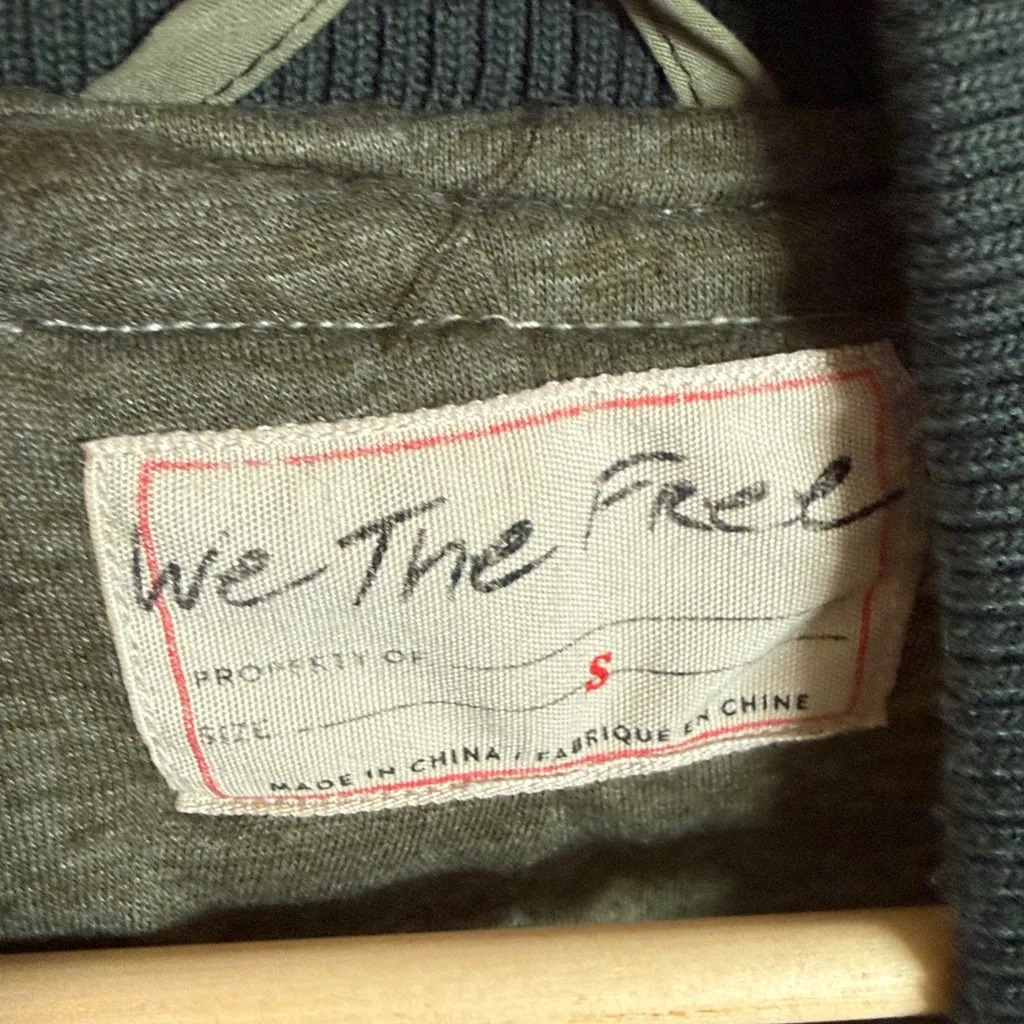 We The Free
PROPERTY OF
SIZE S
MADE IN CHINA / FABRIQUE EN CHINE